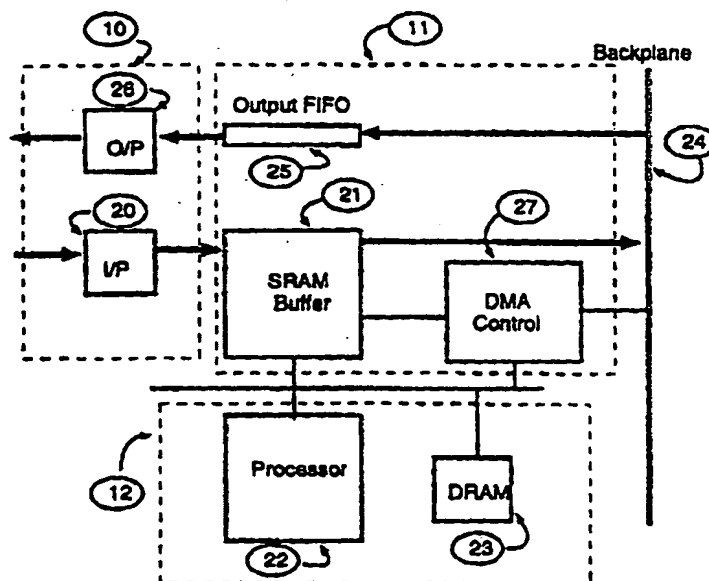 10
11
Backplane
26
Output FIFO
O/P
25
24
20
21
27
I/P
SRAM
Buffer
DMA
Control
Processor
12
DRAM
22
23